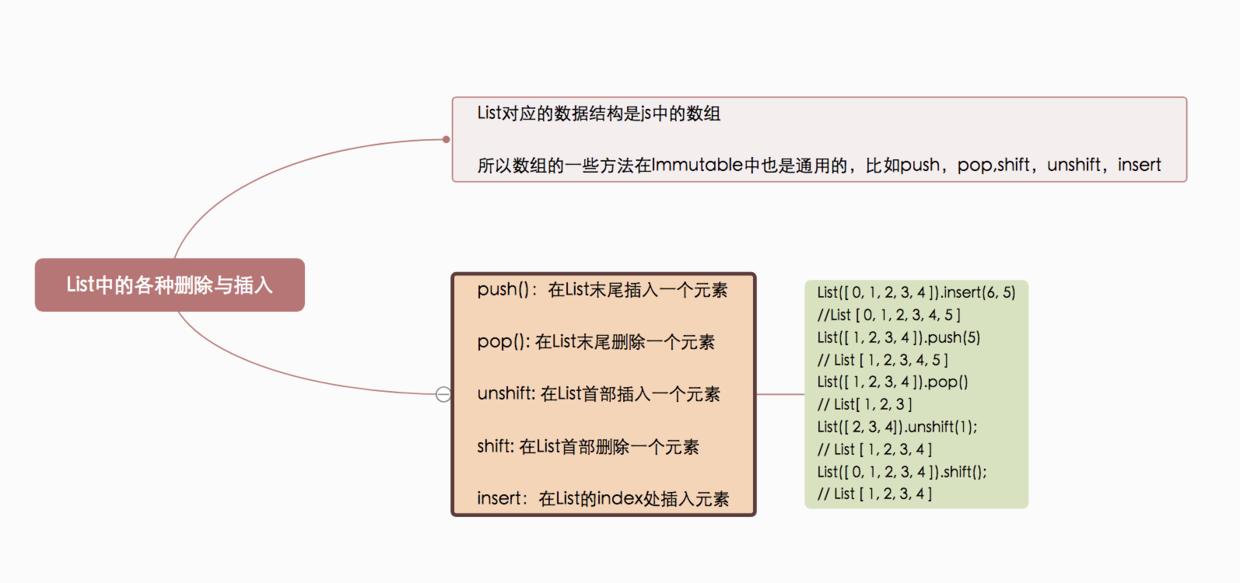 List对应的数据结构是js中的数组
所以数组的一些方法在Immutable中也是通用的，比如push，pop,shift，unshift，insert
List中的各种删除与插入
push()：在List末尾插入一个元素
pop(): 在List末尾删除一个元素
unshift: 在List首部插入一个元素
shift: 在List首部删除一个元素
insert：在List的index处插入元素
List([ 0, 1, 2, 3, 4 ]).insert(6, 5)
//List [ 0, 1, 2, 3, 4, 5 ]
List([ 1, 2, 3, 4 ]).push(5)
// List [ 1, 2, 3, 4, 5 ]
List([ 1, 2, 3, 4 ]).pop()
// List[ 1, 2, 3 ]
List([ 2, 3, 4]).unshift(1);
// List [ 1, 2, 3, 4 ]
List([ 0, 1, 2, 3, 4 ]).shift();
// List [ 1, 2, 3, 4 ]